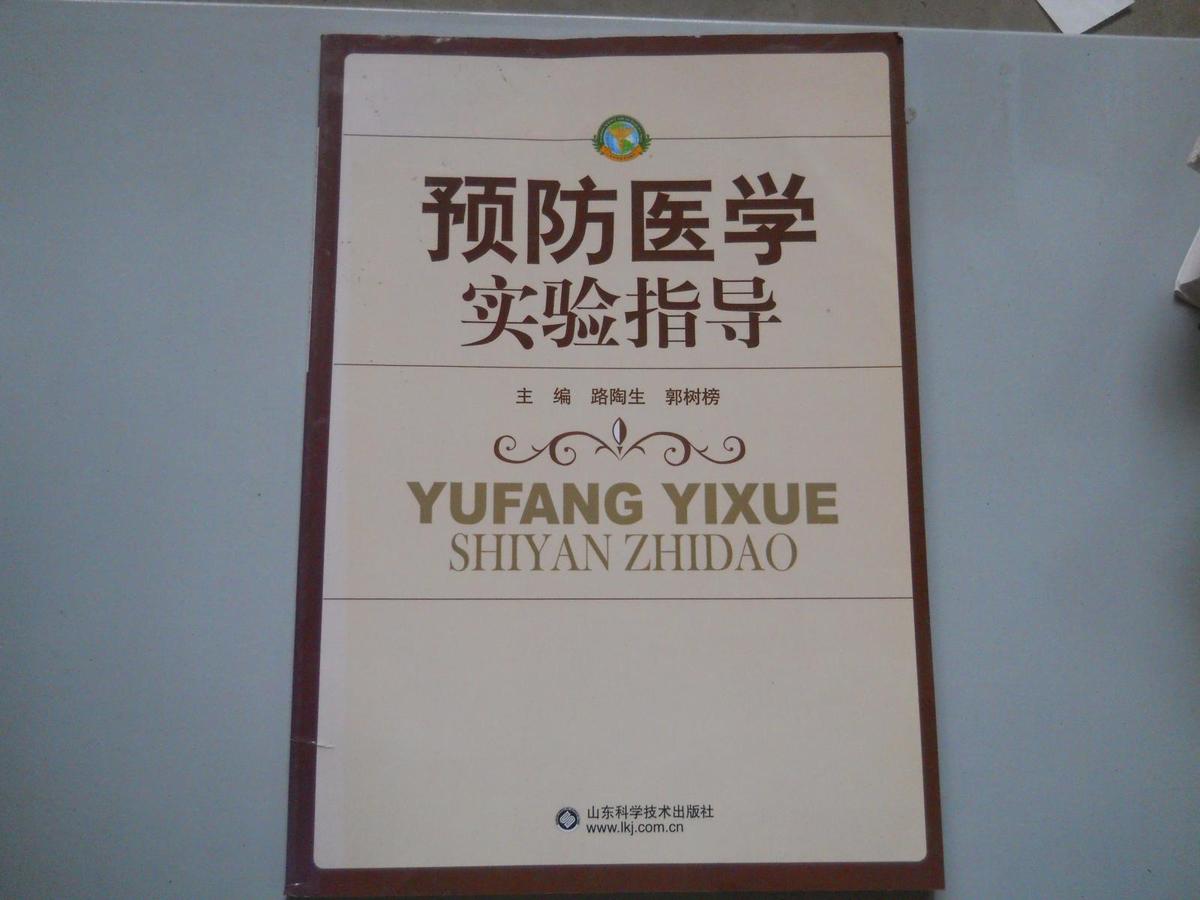 预防医学
实验指导
主 编 路陶生 郭树榜
YUFANG YIXUE
SHIYAN ZHIDAO
山东科学技术出版社
www.lkj.com.cn